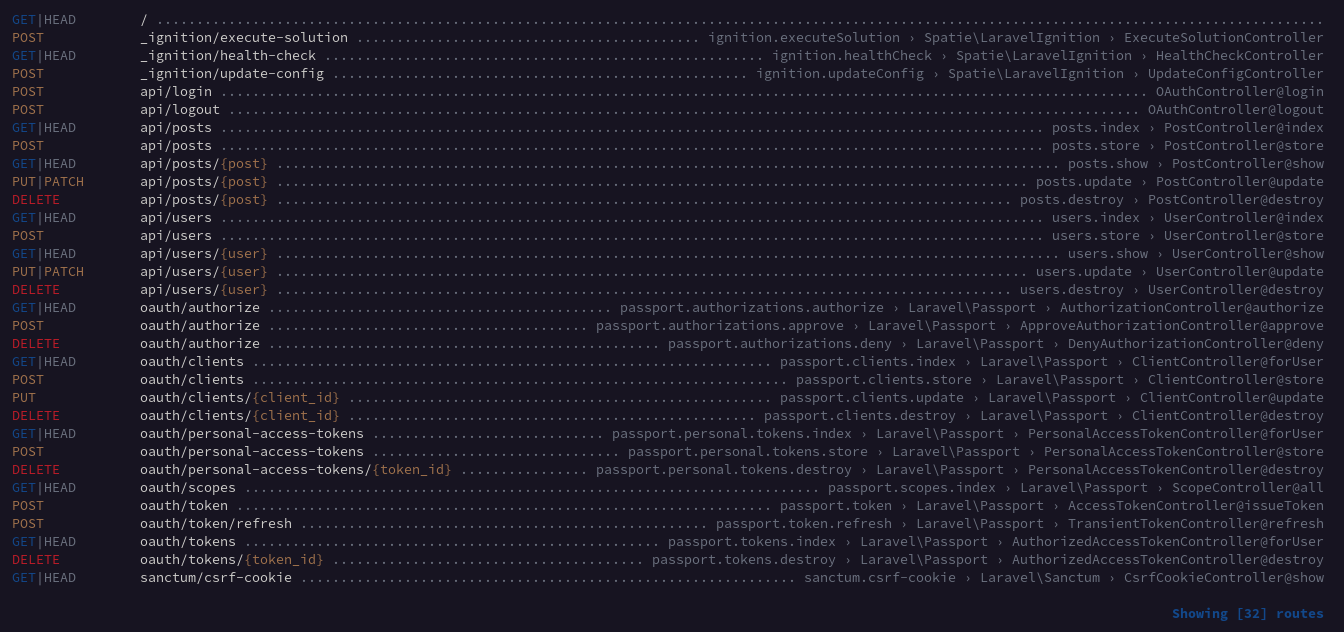 GET|HEAD / ..................................................................................................................................................
POST _ignition/execute-solution ........................................... ignition.executeSolution › Spatie\LaravelIgnition › ExecuteSolutionController
GET|HEAD _ignition/health-check ................................................... ignition.healthCheck › Spatie\LaravelIgnition › HealthCheckController
POST _ignition/update-config .................................................... ignition.updateConfig › Spatie\LaravelIgnition › UpdateConfigController
POST api/login .................................................................................................................... OAuthController@login
POST api/logout .................................................................................................................. OAuthController@logout
GET|HEAD api/posts ....................................................................................................... posts.index › PostController@index
POST api/posts ....................................................................................................... posts.store › PostController@store
GET|HEAD api/posts/{post} .................................................................................................. posts.show › PostController@show
PUT|PATCH api/posts/{post} .............................................................................................. posts.update › PostController@update
DELETE api/posts/{post} ............................................................................................ posts.destroy › PostController@destroy
GET|HEAD api/users ....................................................................................................... users.index › UserController@index
POST api/users ....................................................................................................... users.store › UserController@store
GET|HEAD api/users/{user} .................................................................................................. users.show › UserController@show
PUT|PATCH api/users/{user} .............................................................................................. users.update › UserController@update
DELETE api/users/{user} ............................................................................................ users.destroy › UserController@destroy
GET|HEAD oauth/authorize ........................................... passport.authorizations.authorize › Laravel\Passport › AuthorizationController@authorize
POST oauth/authorize ........................................ passport.authorizations.approve › Laravel\Passport › ApproveAuthorizationController@approve
DELETE oauth/authorize ................................................. passport.authorizations.deny › Laravel\Passport › DenyAuthorizationController@deny
GET|HEAD oauth/clients ................................................................. passport.clients.index › Laravel\Passport › ClientController@forUser
POST oauth/clients ................................................................... passport.clients.store › Laravel\Passport › ClientController@store
PUT oauth/clients/{client_id} ..................................................... passport.clients.update › Laravel\Passport › ClientController@update
DELETE oauth/clients/{client_id} ................................................... passport.clients.destroy › Laravel\Passport › ClientController@destroy
GET|HEAD oauth/personal-access-tokens ............................. passport.personal.tokens.index › Laravel\Passport › PersonalAccessTokenController@forUser
POST oauth/personal-access-tokens ............................... passport.personal.tokens.store › Laravel\Passport › PersonalAccessTokenController@store
DELETE oauth/personal-access-tokens/{token_id} ................ passport.personal.tokens.destroy › Laravel\Passport › PersonalAccessTokenController@destroy
GET|HEAD oauth/scopes ........................................................................ passport.scopes.index › Laravel\Passport › ScopeController@all
POST oauth/token ................................................................... passport.token › Laravel\Passport › AccessTokenController@issueToken
POST oauth/token/refresh ................................................... passport.token.refresh › Laravel\Passport › TransientTokenController@refresh
GET|HEAD oauth/tokens .................................................... passport.tokens.index › Laravel\Passport › AuthorizedAccessTokenController@forUser
DELETE oauth/tokens/{token_id} ....................................... passport.tokens.destroy › Laravel\Passport › AuthorizedAccessTokenController@destroy
GET|HEAD sanctum/csrf-cookie .............................................................. sanctum.csrf-cookie › Laravel\Sanctum › CsrfCookieController@show
Showing [32] routes